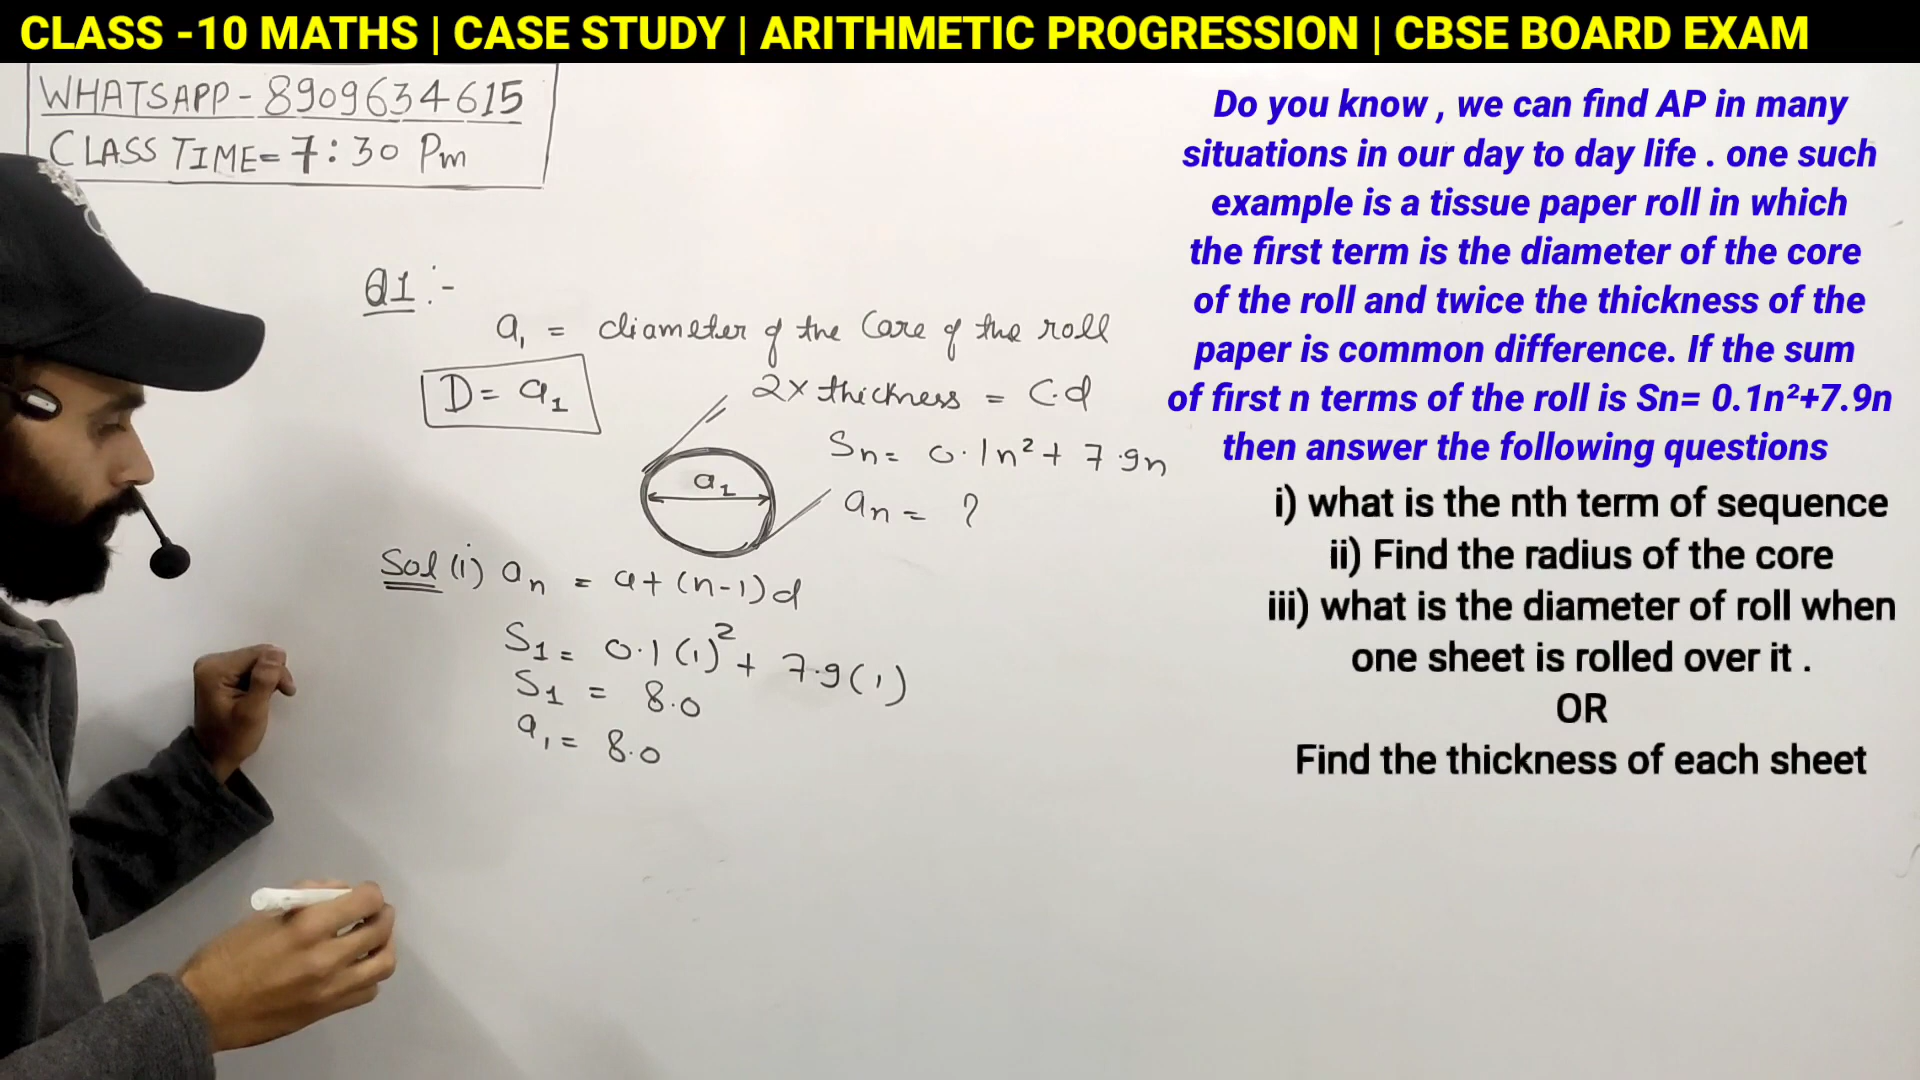 CLASS -10 MATHS | CASE STUDY | ARITHMETIC PROGRESSION | CBSE BOARD EXAM
WHATSAPP - 8909634615
CLASS TIME = 7:30 Pm
Q1 :-
a₁ = diameter of the Core of the roll
D = a₁
2× thickness = C.d
Sn = 0.1n² + 7.9n
a₁
an = ?
Sol (i) an = a + (n-1)d
S₁ = 0.1(1)² + 7.9(1)
S₁ = 8.0
a₁ = 8.0
Do you know , we can find AP in many
situations in our day to day life . one such
example is a tissue paper roll in which
the first term is the diameter of the core
of the roll and twice the thickness of the
paper is common difference. If the sum
of first n terms of the roll is Sn= 0.1n²+7.9n
then answer the following questions
i) what is the nth term of sequence
ii) Find the radius of the core
iii) what is the diameter of roll when
one sheet is rolled over it .
OR
Find the thickness of each sheet